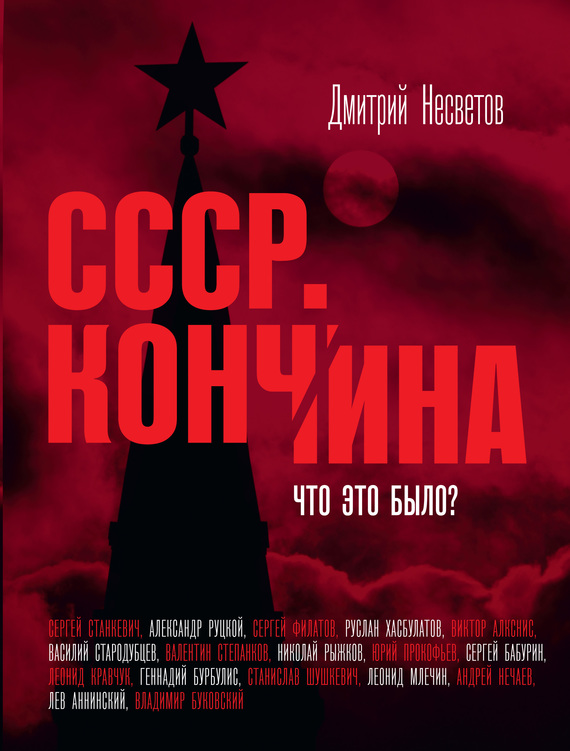 Дмитрий Несветов
СССР.
КОНЧИНА
ЧТО ЭТО БЫЛО?
СЕРГЕЙ СТАНКЕВИЧ, АЛЕКСАНДР РУЦКОЙ, СЕРГЕЙ ФИЛАТОВ, РУСЛАН ХАСБУЛАТОВ, ВИКТОР АЛКСНИС,
ВАСИЛИЙ СТАРОДУБЦЕВ, ВАЛЕНТИН СТЕПАНКОВ, НИКОЛАЙ РЫЖКОВ, ЮРИЙ ПРОКОФЬЕВ, СЕРГЕЙ БАБУРИН,
ЛЕОНИД КРАВЧУК, ГЕННАДИЙ БУРБУЛИС, СТАНИСЛАВ ШУШКЕВИЧ, ЛЕОНИД МЛЕЧИН, АНДРЕЙ НЕЧАЕВ,
ЛЕВ АННИНСКИЙ, ВЛАДИМИР БУКОВСКИЙ